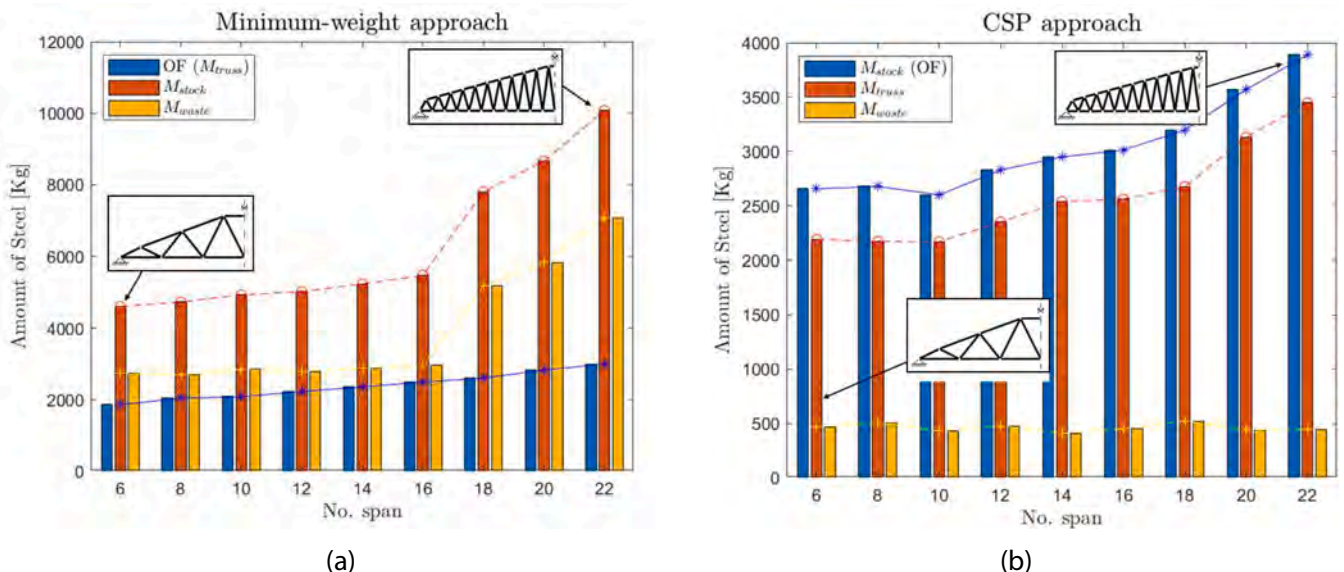 Minimum-weight approach
12000
10000
8000
6000
4000
2000
0
Amount of Steel [Kg]
OF (M_truss)
M_stock
M_waste
6 8 10 12 14 16 18 20 22
No. span
(a)
CSP approach
4000
3500
3000
2500
2000
1500
1000
500
0
Amount of Steel [Kg]
M_stock (OF)
M_truss
M_waste
6 8 10 12 14 16 18 20 22
No. span
(b)